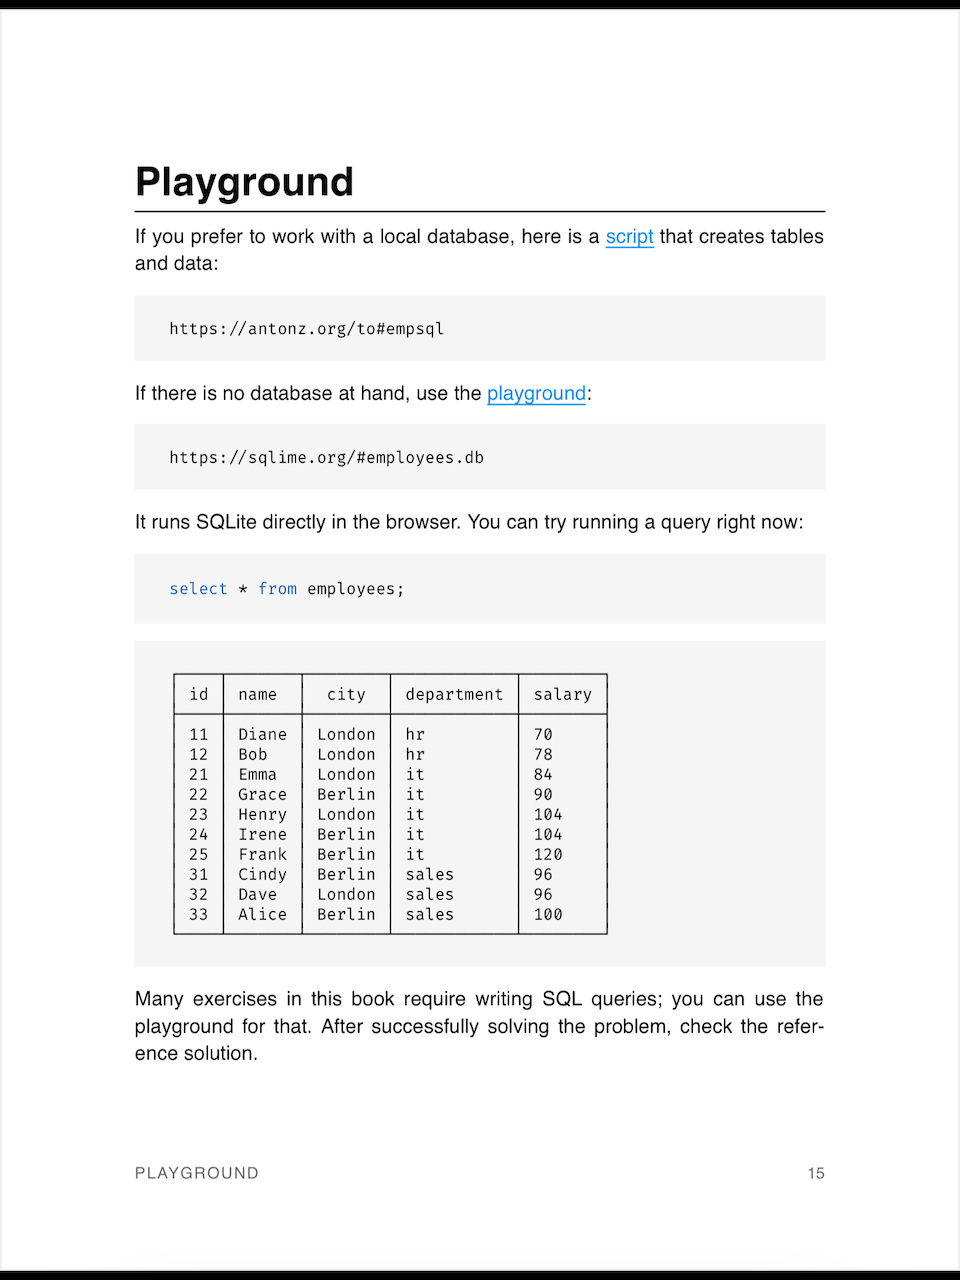 Playground
If you prefer to work with a local database, here is a script that creates tables
and data:
https://antonz.org/to#empsql
If there is no database at hand, use the playground:
https://sqlime.org/#employees.db
It runs SQLite directly in the browser. You can try running a query right now:
select * from employees;
id name city department salary
11 Diane London hr 70
12 Bob London hr 78
21 Emma London it 84
22 Grace Berlin it 90
23 Henry London it 104
24 Irene Berlin it 104
25 Frank Berlin it 120
31 Cindy Berlin sales 96
32 Dave London sales 96
33 Alice Berlin sales 100
Many exercises in this book require writing SQL queries; you can use the
playground for that. After successfully solving the problem, check the refer-
ence solution.
PLAYGROUND 15